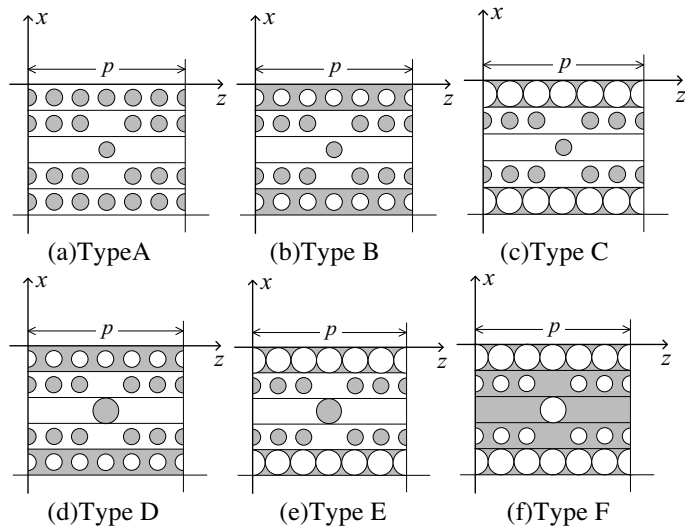 x x x
p p p
z z z
(a)TypeA (b)Type B (c)Type C
x x x
p p p
z z z
(d)Type D (e)Type E (f)Type F